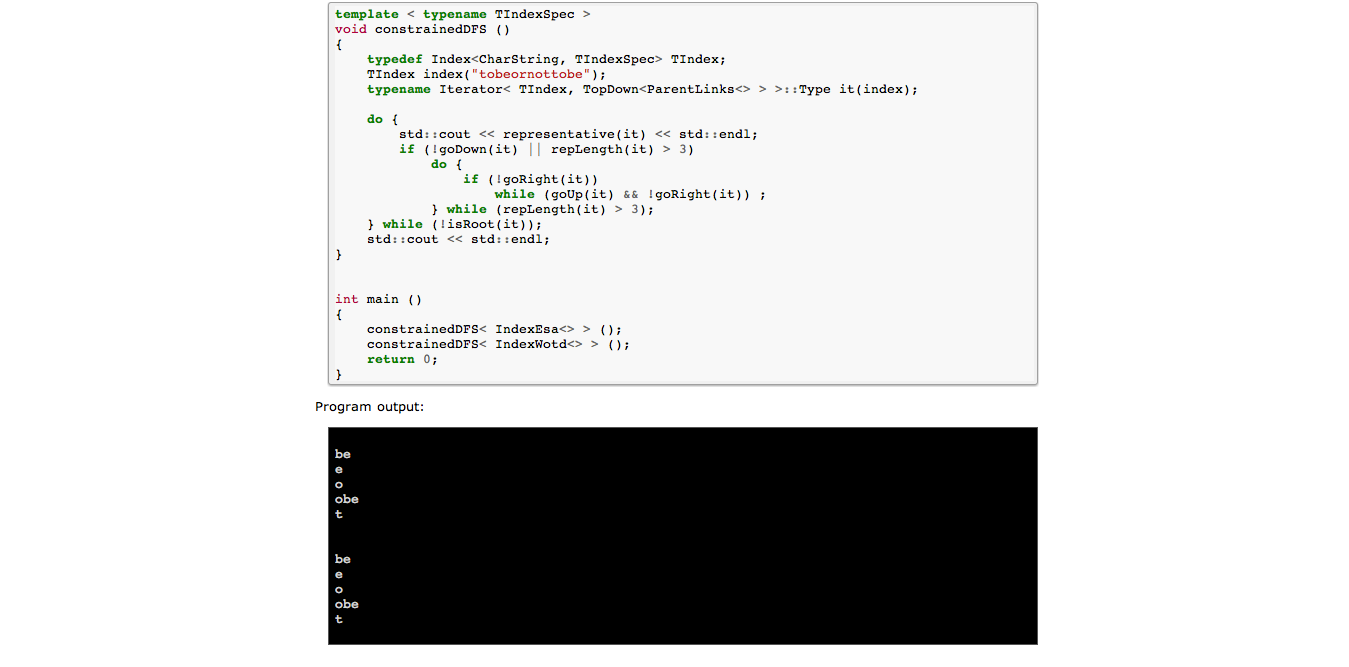 template < typename TIndexSpec >
void constrainedDFS ()
{
    typedef Index<CharString, TIndexSpec> TIndex;
    TIndex index("tobeornottobe");
    typename Iterator< TIndex, TopDown<ParentLinks<> > >::Type it(index);
    do {
        std::cout << representative(it) << std::endl;
        if (!goDown(it) || repLength(it) > 3)
            do {
                if (!goRight(it))
                    while (goUp(it) && !goRight(it)) ;
            } while (repLength(it) > 3);
    } while (!isRoot(it));
    std::cout << std::endl;
}
int main ()
{
    constrainedDFS< IndexEsa<> > ();
    constrainedDFS< IndexWotd<> > ();
    return 0;
}
Program output:
be
e
o
obe
t
be
e
o
obe
t